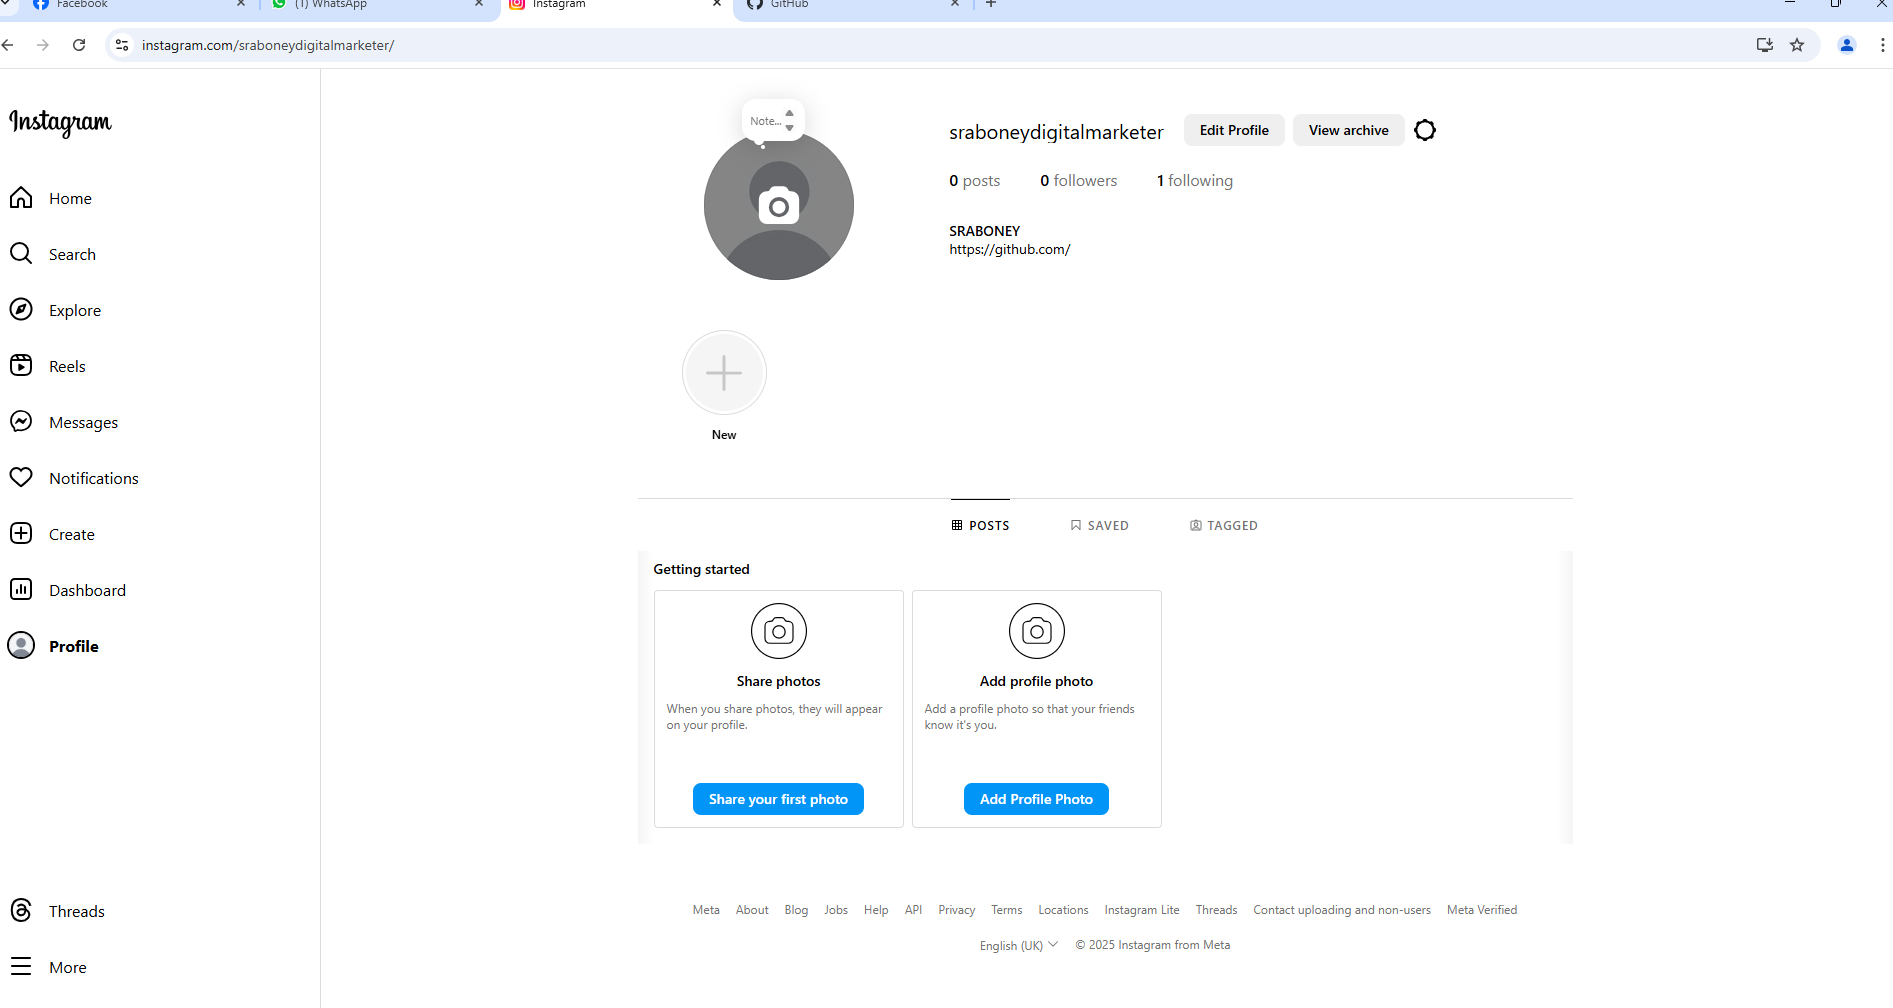 Facebook
(1) WhatsApp
Instagram
GitHub
instagram.com/sraboneydigitalmarketer/
Instagram
Home
Search
Explore
Reels
Messages
Notifications
Create
Dashboard
Profile
Threads
More
Note...
sraboneydigitalmarketer Edit Profile View archive
0 posts 0 followers 1 following
SRABONEY
https://github.com/
New
POSTS SAVED TAGGED
Getting started
Share photos
When you share photos, they will appear
on your profile.
Share your first photo
Add profile photo
Add a profile photo so that your friends
know it's you.
Add Profile Photo
Meta About Blog Jobs Help API Privacy Terms Locations Instagram Lite Threads Contact uploading and non-users Meta Verified
English (UK) © 2025 Instagram from Meta